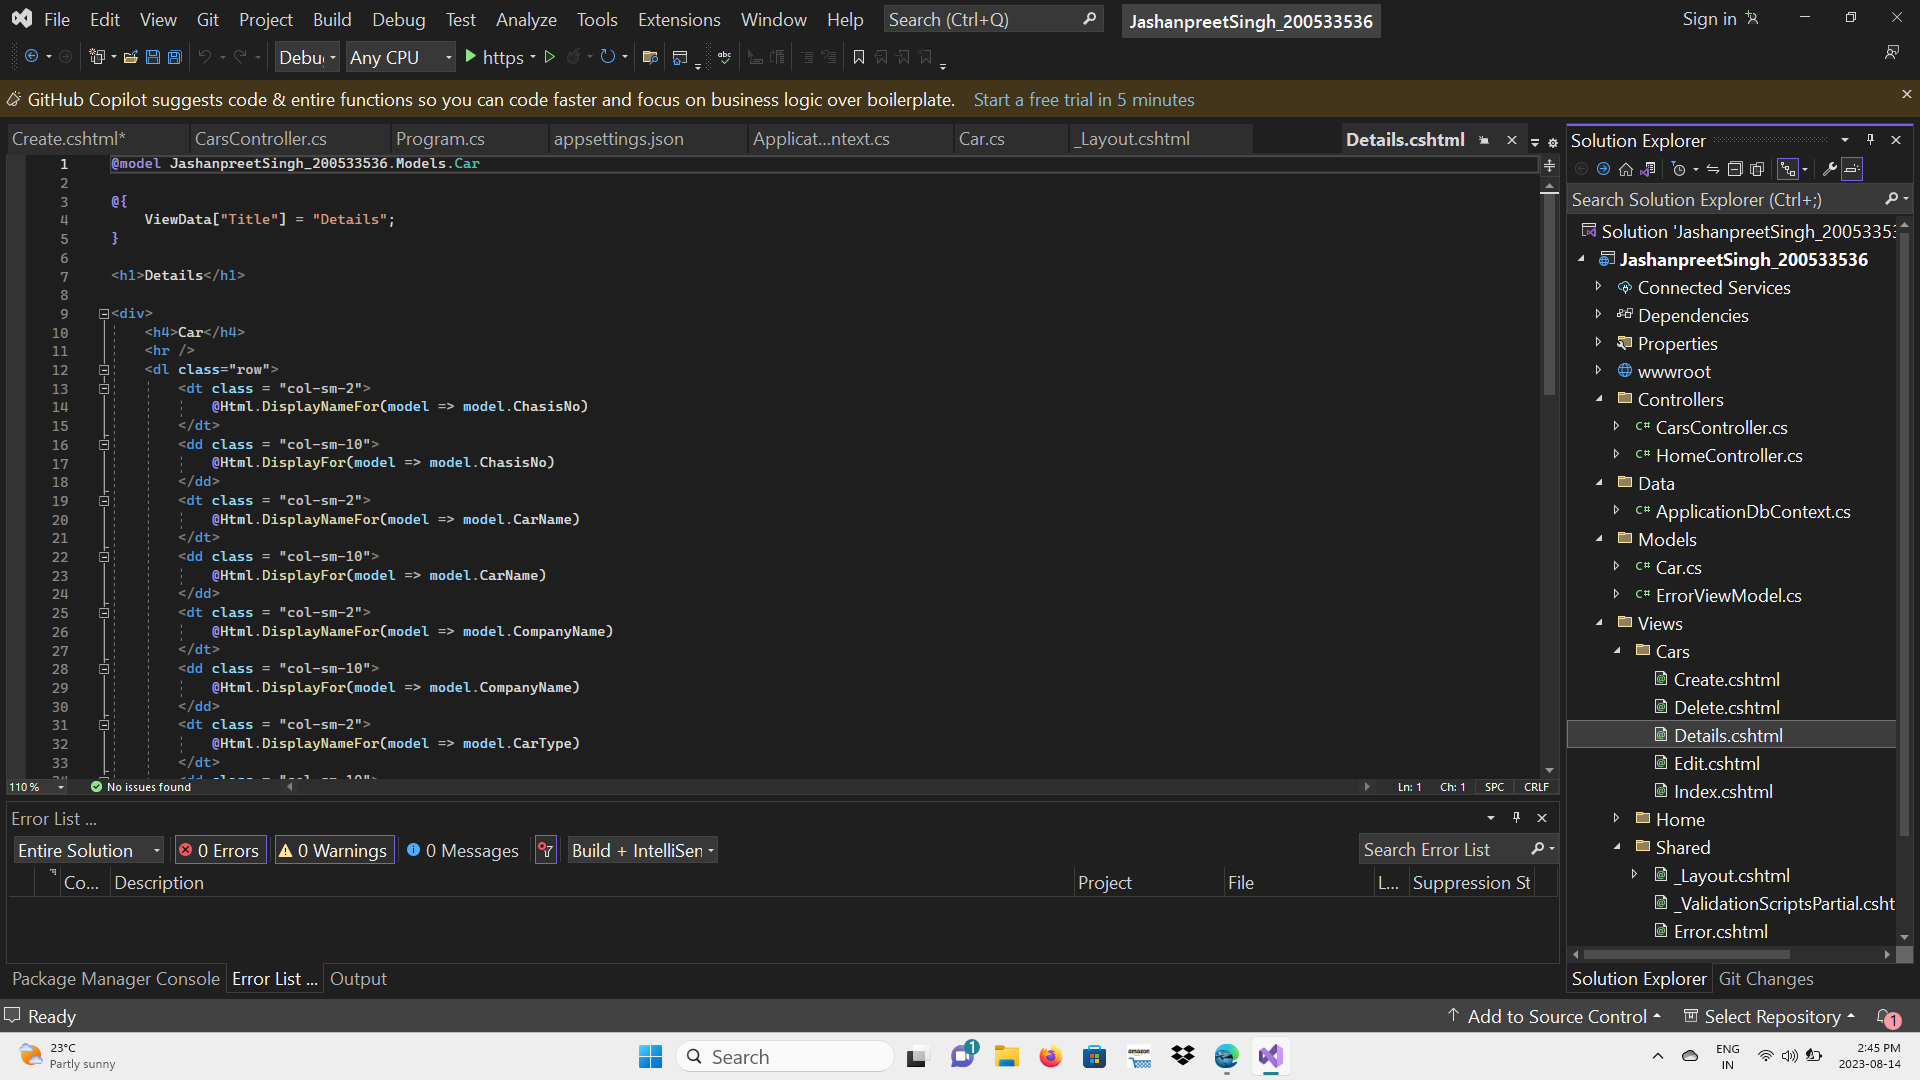 File Edit View Git Project Build Debug Test Analyze Tools Extensions Window Help Search (Ctrl+Q) JashanpreetSingh_200533536 Sign in
Debu Any CPU https
GitHub Copilot suggests code & entire functions so you can code faster and focus on business logic over boilerplate. Start a free trial in 5 minutes
Create.cshtml* CarsController.cs Program.cs appsettings.json Applicat...ntext.cs Car.cs _Layout.cshtml Details.cshtml
1 @model JashanpreetSingh_200533536.Models.Car
2
3 @{
4 ViewData["Title"] = "Details";
5 }
6
7 <h1>Details</h1>
8
9 <div>
10 <h4>Car</h4>
11 <hr />
12 <dl class="row">
13 <dt class = "col-sm-2">
14 @Html.DisplayNameFor(model => model.ChasisNo)
15 </dt>
16 <dd class = "col-sm-10">
17 @Html.DisplayFor(model => model.ChasisNo)
18 </dd>
19 <dt class = "col-sm-2">
20 @Html.DisplayNameFor(model => model.CarName)
21 </dt>
22 <dd class = "col-sm-10">
23 @Html.DisplayFor(model => model.CarName)
24 </dd>
25 <dt class = "col-sm-2">
26 @Html.DisplayNameFor(model => model.CompanyName)
27 </dt>
28 <dd class = "col-sm-10">
29 @Html.DisplayFor(model => model.CompanyName)
30 </dd>
31 <dt class = "col-sm-2">
32 @Html.DisplayNameFor(model => model.CarType)
33 </dt>
110 % No issues found Ln: 1 Ch: 1 SPC CRLF
Error List ...
Entire Solution 0 Errors 0 Warnings 0 Messages Build + IntelliSen Search Error List
Co... Description Project File L... Suppression St
Package Manager Console Error List ... Output
Solution Explorer
Search Solution Explorer (Ctrl+;)
Solution 'JashanpreetSingh_20053353
JashanpreetSingh_200533536
Connected Services
Dependencies
Properties
wwwroot
Controllers
C# CarsController.cs
C# HomeController.cs
Data
C# ApplicationDbContext.cs
Models
C# Car.cs
C# ErrorViewModel.cs
Views
Cars
Create.cshtml
Delete.cshtml
Details.cshtml
Edit.cshtml
Index.cshtml
Home
Shared
_Layout.cshtml
_ValidationScriptsPartial.csht
Error.cshtml
Solution Explorer Git Changes
Ready Add to Source Control Select Repository 1
23°C
Partly sunny
Search
1
amazon
ENG
IN
2:45 PM
2023-08-14